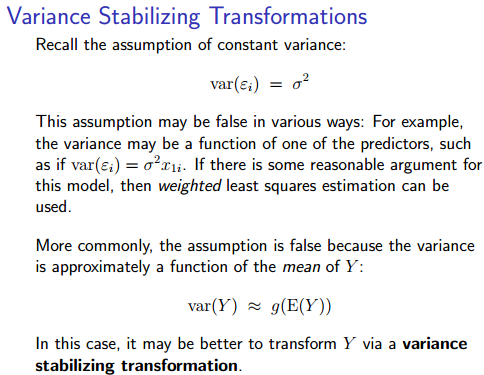 Variance Stabilizing Transformations
Recall the assumption of constant variance:
var(εᵢ) = σ²
This assumption may be false in various ways: For example,
the variance may be a function of one of the predictors, such
as if var(εᵢ) = σ²x₁ᵢ. If there is some reasonable argument for
this model, then weighted least squares estimation can be
used.
More commonly, the assumption is false because the variance
is approximately a function of the mean of Y:
var(Y) ≈ g(E(Y))
In this case, it may be better to transform Y via a variance
stabilizing transformation.